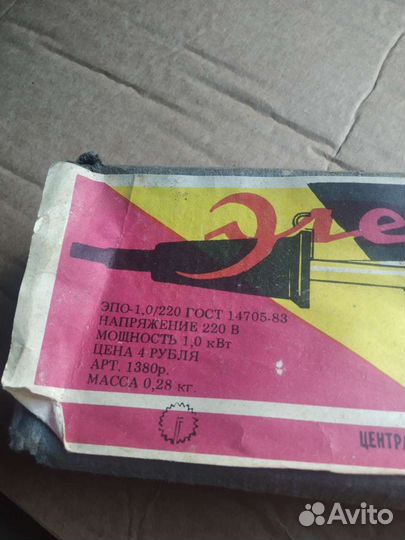 Эле
ЭПО-1,0/220 ГОСТ 14705-83
НАПРЯЖЕНИЕ 220 В
МОЩНОСТЬ 1,0 кВт
ЦЕНА 4 РУБЛЯ
АРТ. 1380р.
МАССА 0,28 кг.
ЦЕНТРА
Avito